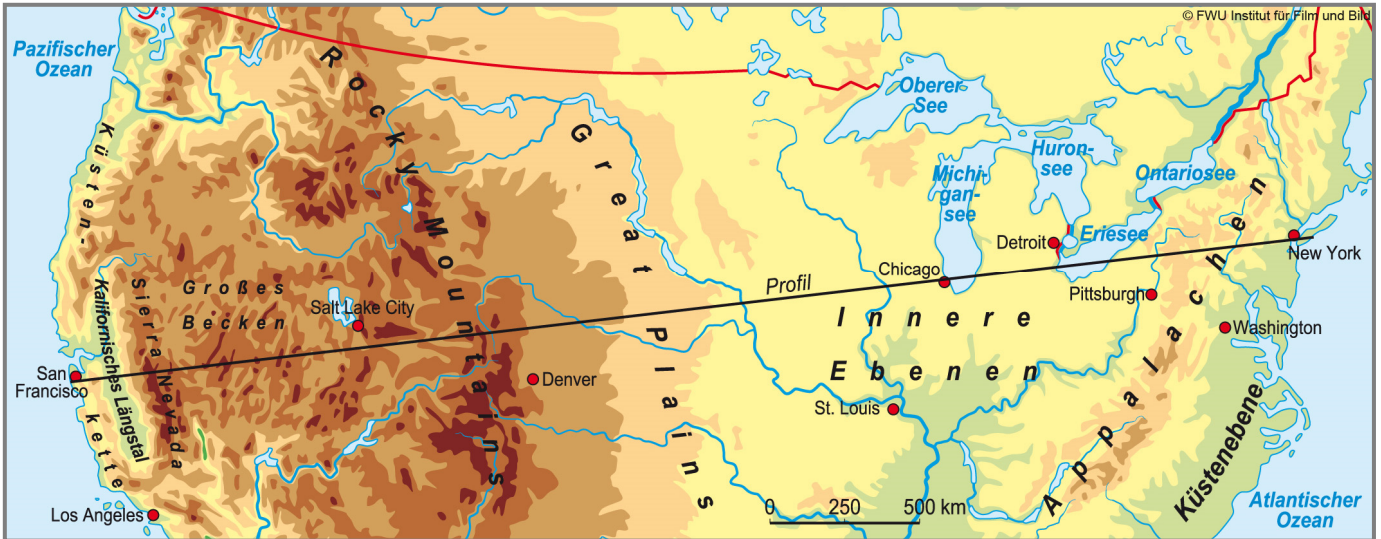 © FWU Institut für Film und Bild
Pazifischer
Ozean
Rocky Mountains
Great Plains
Oberer
See
Michi-
gan-
see
Huron-
see
Ontariosee
Eriesee
Detroit
Chicago
New York
Pittsburgh
Washington
Appalachen
Küsten-
kette
Kalifornisches Längstal
Sierra Nevada
Großes
Becken
Salt Lake City
Profil
Innere
Ebenen
San
Francisco
Denver
St. Louis
Los Angeles
Küstenebene
Atlantischer
Ozean
0 250 500 km